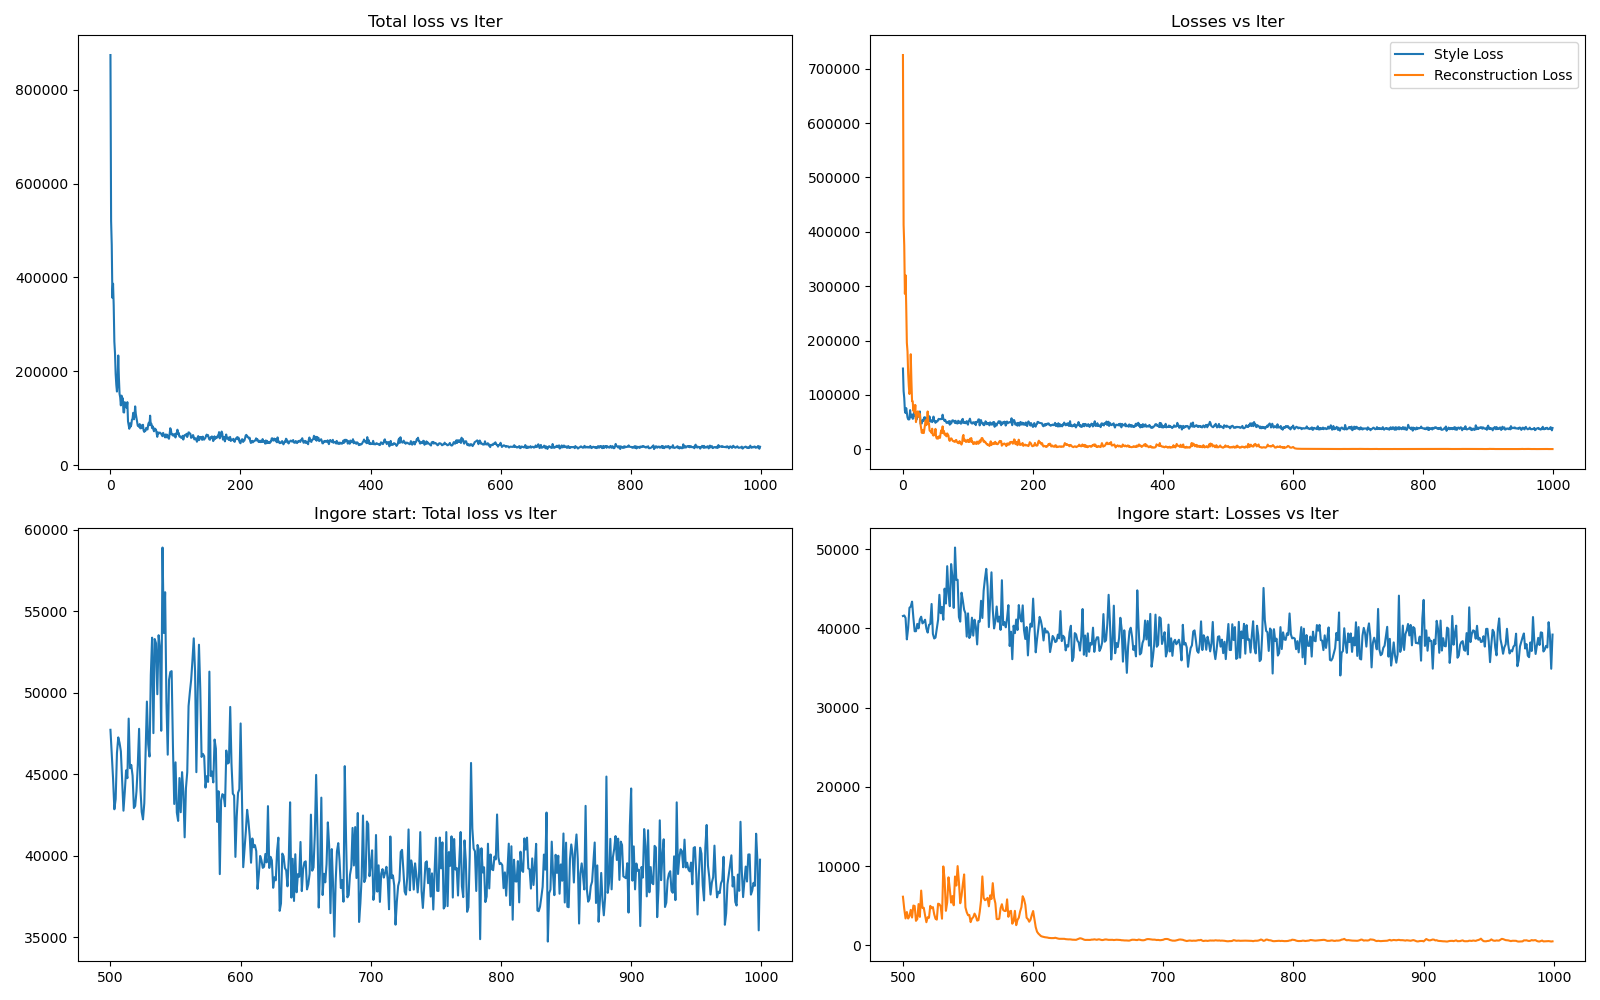 Total loss vs Iter
800000
600000
400000
200000
0
0 200 400 600 800 1000
Losses vs Iter
Style Loss
Reconstruction Loss
700000
600000
500000
400000
300000
200000
100000
0
0 200 400 600 800 1000
Ingore start: Total loss vs Iter
60000
55000
50000
45000
40000
35000
500 600 700 800 900 1000
Ingore start: Losses vs Iter
50000
40000
30000
20000
10000
0
500 600 700 800 900 1000